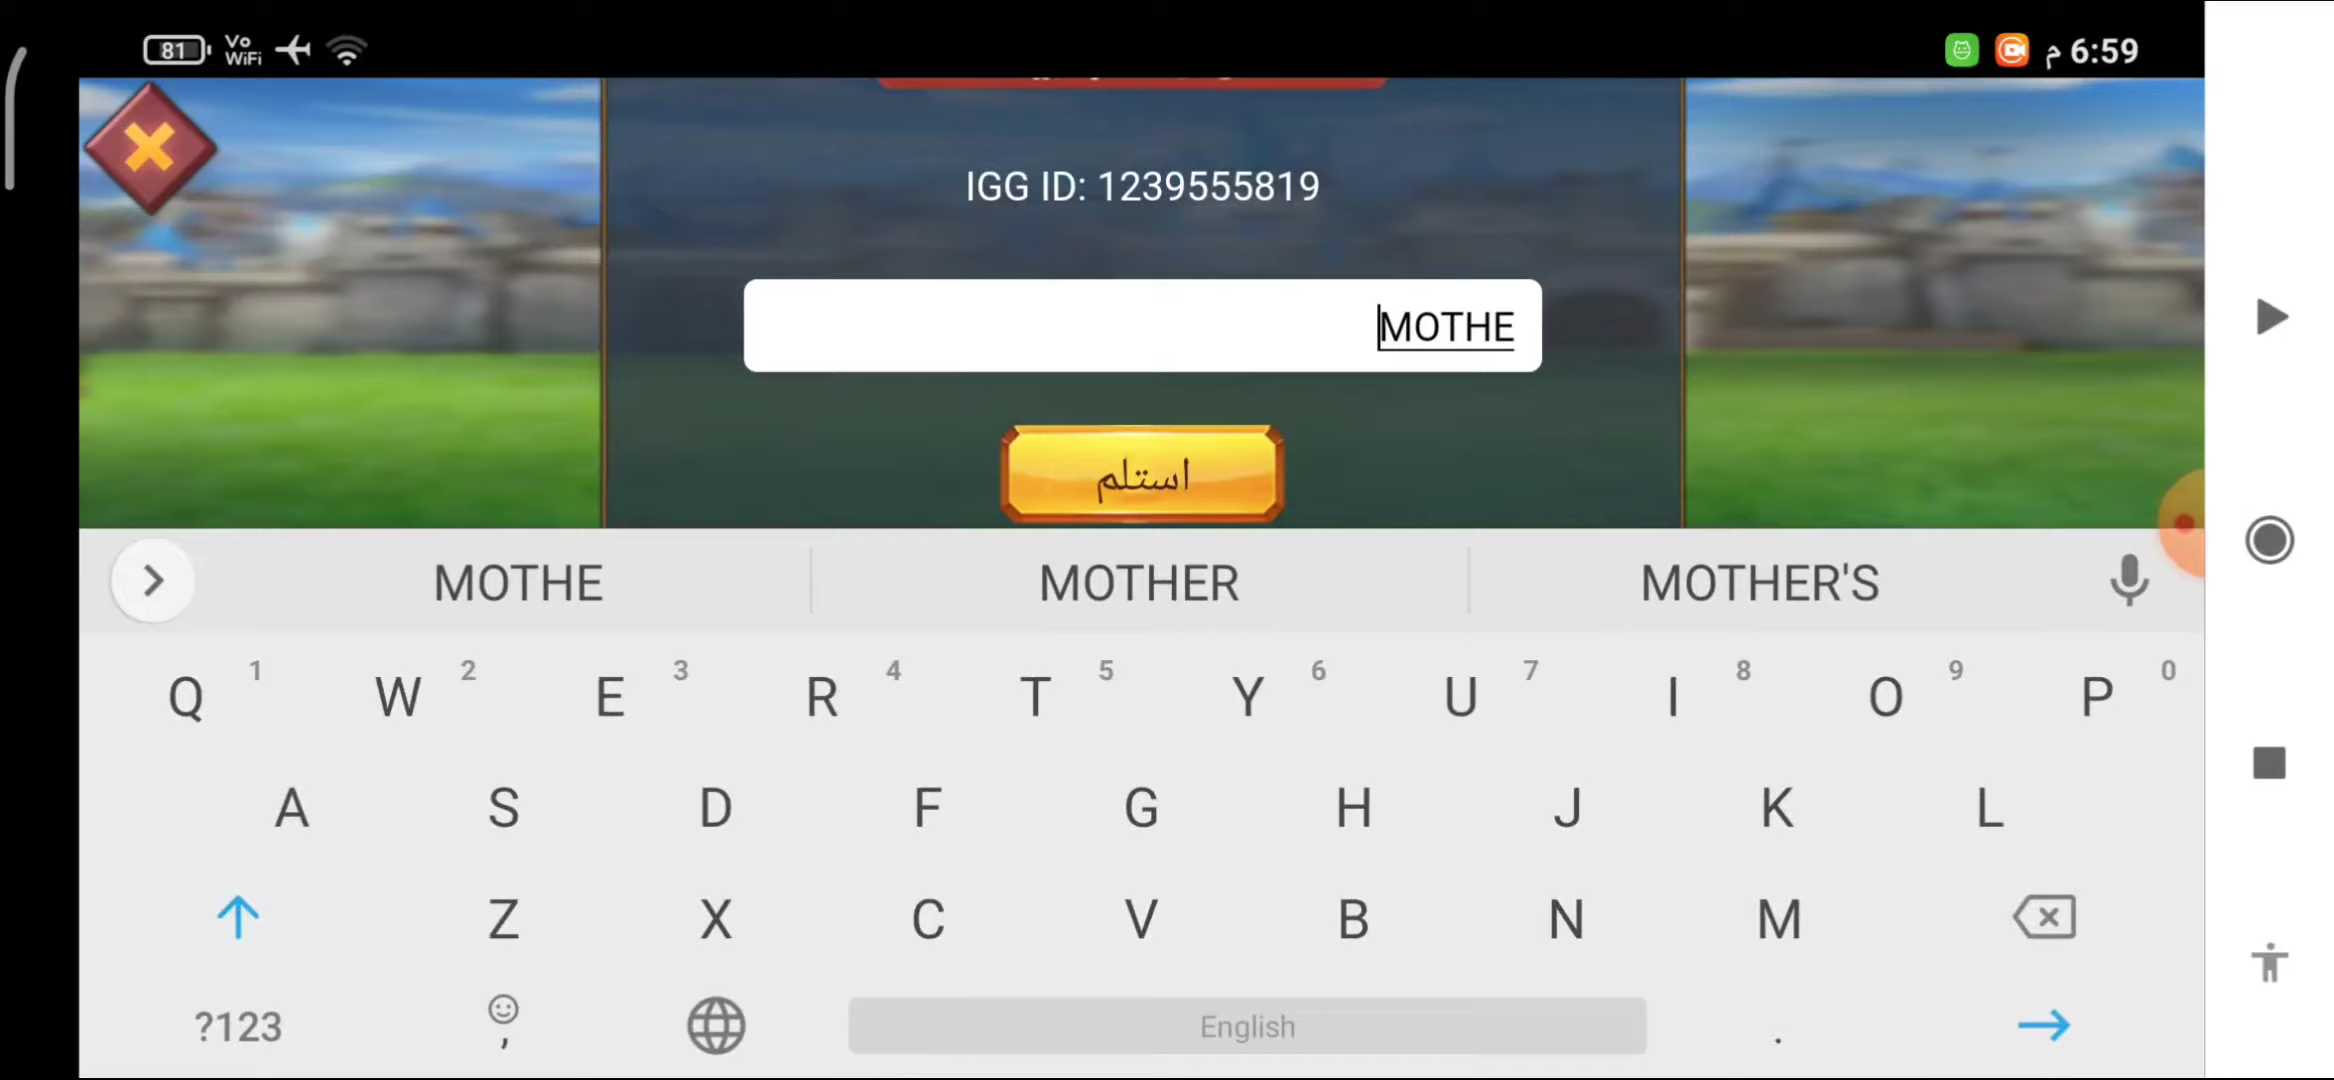 81 Vo WiFi 6:59 م
IGG ID: 1239555819
MOTHE
استلم
MOTHE MOTHER MOTHER'S
Q 1 W 2 E 3 R 4 T 5 Y 6 U 7 I 8 O 9 P 0
A S D F G H J K L
Z X C V B N M
?123 , English .